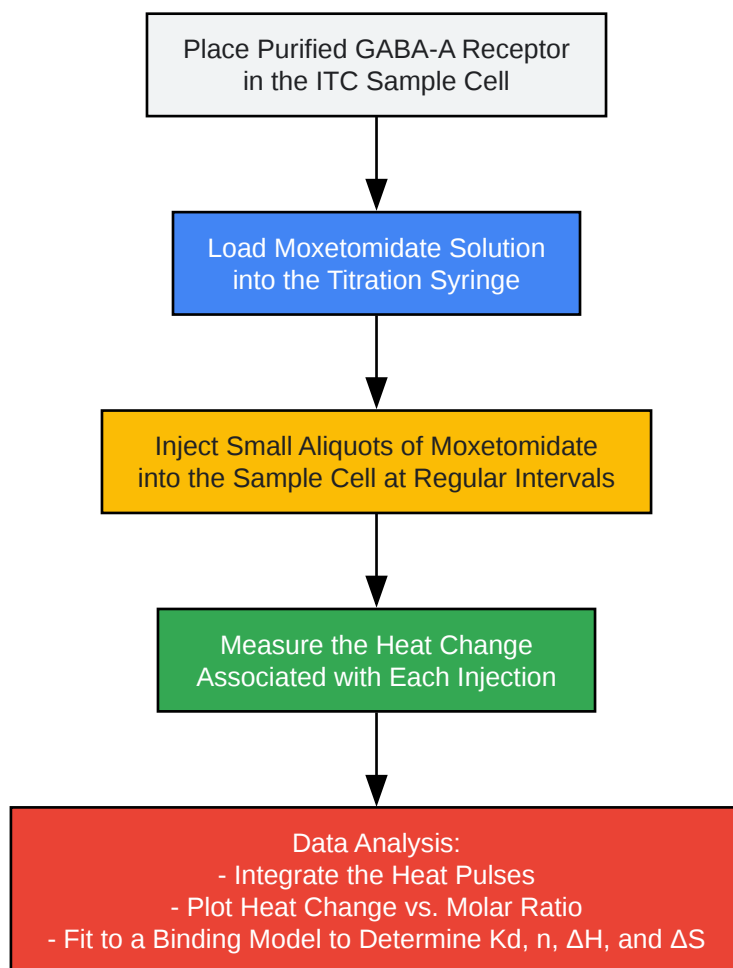 Place Purified GABA-A Receptor
in the ITC Sample Cell
Load Moxetomidate Solution
into the Titration Syringe
Inject Small Aliquots of Moxetomidate
into the Sample Cell at Regular Intervals
Measure the Heat Change
Associated with Each Injection
Data Analysis:
- Integrate the Heat Pulses
- Plot Heat Change vs. Molar Ratio
- Fit to a Binding Model to Determine Kd, n, ΔH, and ΔS